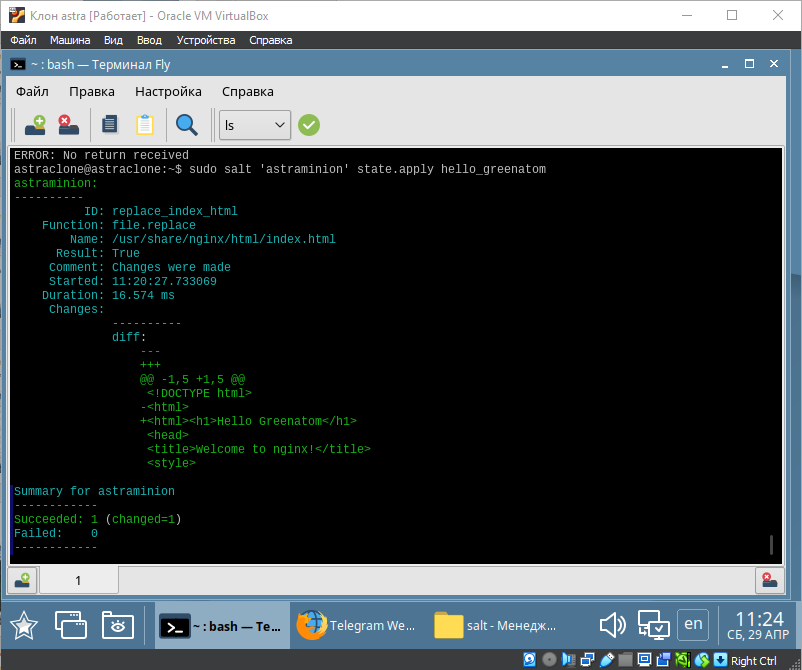 Клон astra [Работает] - Oracle VM VirtualBox
Файл Машина Вид Ввод Устройства Справка
~ : bash — Терминал Fly
Файл Правка Настройка Справка
ls
ERROR: No return received
astraclone@astraclone:~$ sudo salt 'astraminion' state.apply hello_greenatom
astraminion:
----------
ID: replace_index_html
Function: file.replace
Name: /usr/share/nginx/html/index.html
Result: True
Comment: Changes were made
Started: 11:20:27.733069
Duration: 16.574 ms
Changes:
----------
diff:
---
+++
@@ -1,5 +1,5 @@
<!DOCTYPE html>
-<html>
+<html><h1>Hello Greenatom</h1>
<head>
<title>Welcome to nginx!</title>
<style>
Summary for astraminion
------------
Succeeded: 1 (changed=1)
Failed: 0
------------
1
~ : bash — Те... Telegram We... salt - Менедж... en 11:24
СБ, 29 АПР
Right Ctrl